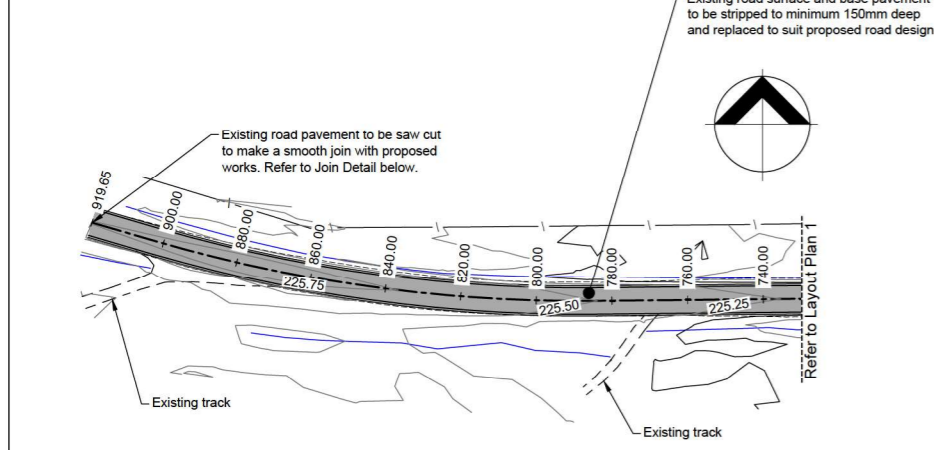 Existing road surface and base pavement
to be stripped to minimum 150mm deep
and replaced to suit proposed road design
Existing road pavement to be saw cut
to make a smooth join with proposed
works. Refer to Join Detail below.
919.65
900.00
880.00
860.00
840.00
820.00
800.00
780.00
760.00
740.00
225.75
225.50
225.25
Refer to Layout Plan 1
Existing track
Existing track